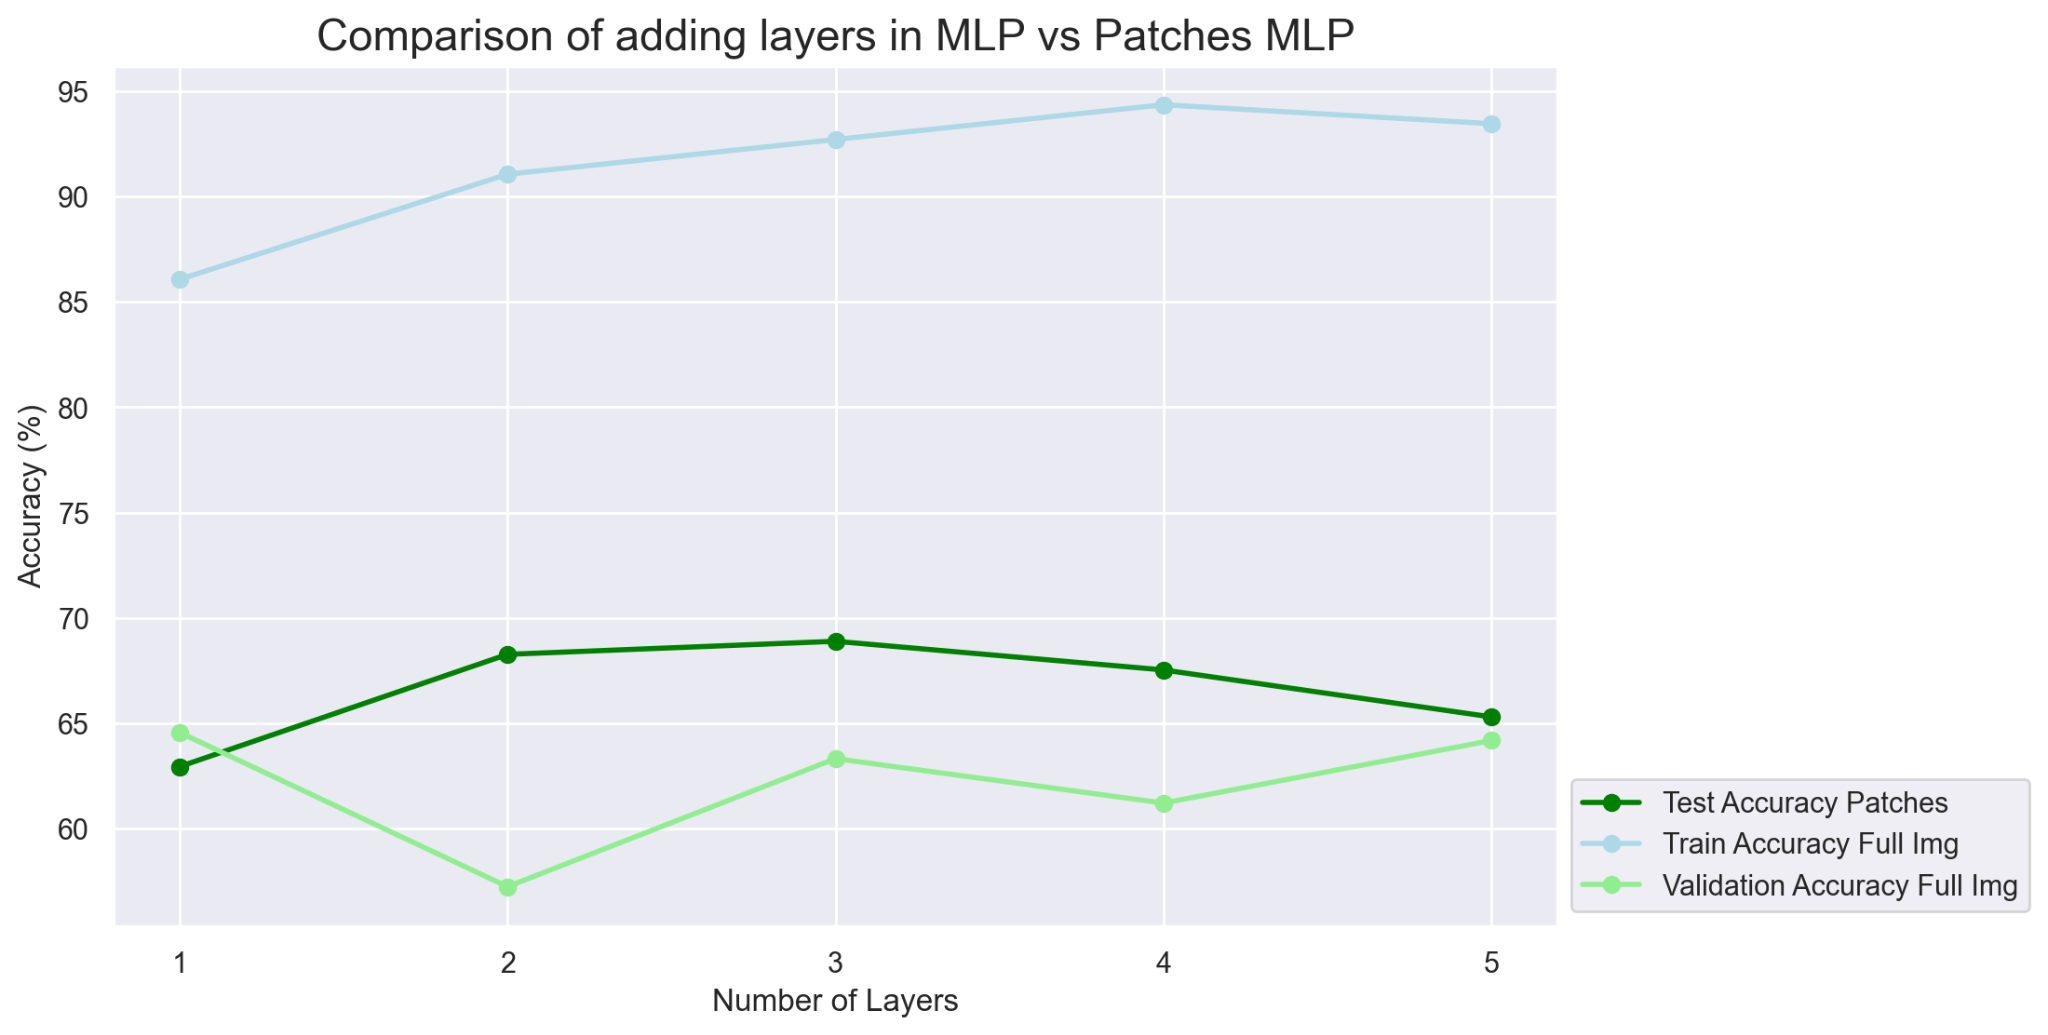 Comparison of adding layers in MLP vs Patches MLP
95
90
85
80
75
70
65
60
Accuracy (%)
1 2 3 4 5
Number of Layers
Test Accuracy Patches
Train Accuracy Full Img
Validation Accuracy Full Img